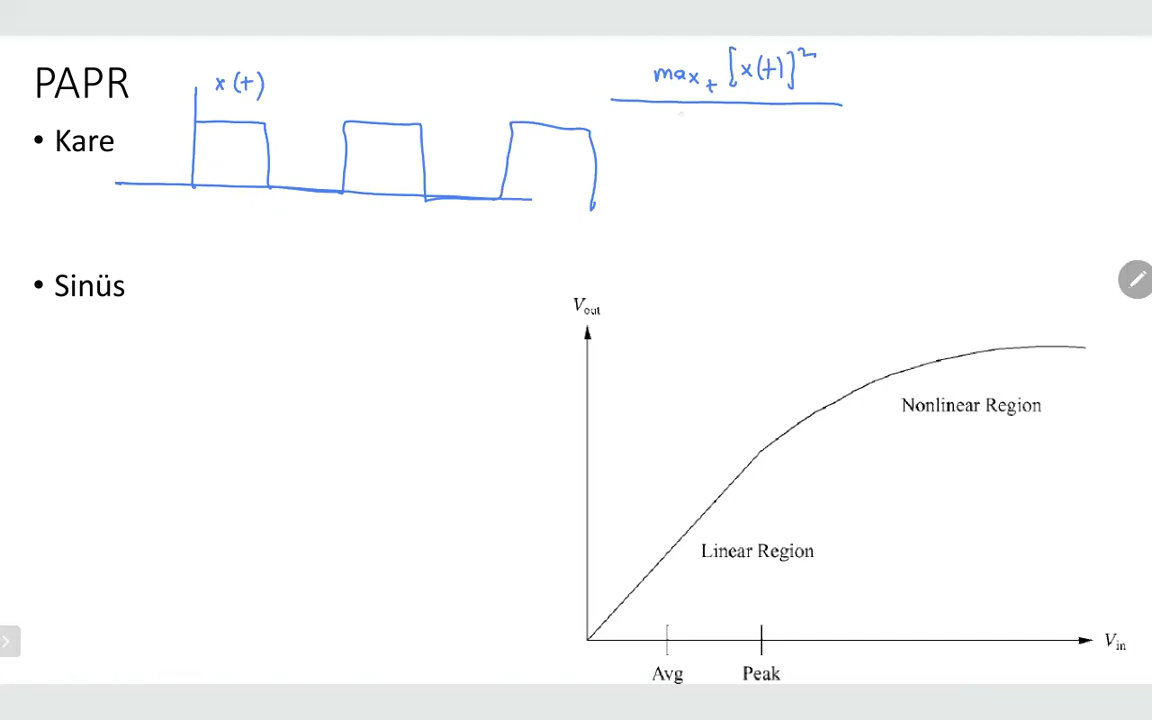 PAPR
x(t)
max_t [x(t)]^2
• Kare
• Sinüs
V_out
Nonlinear Region
Linear Region
V_in
Avg
Peak